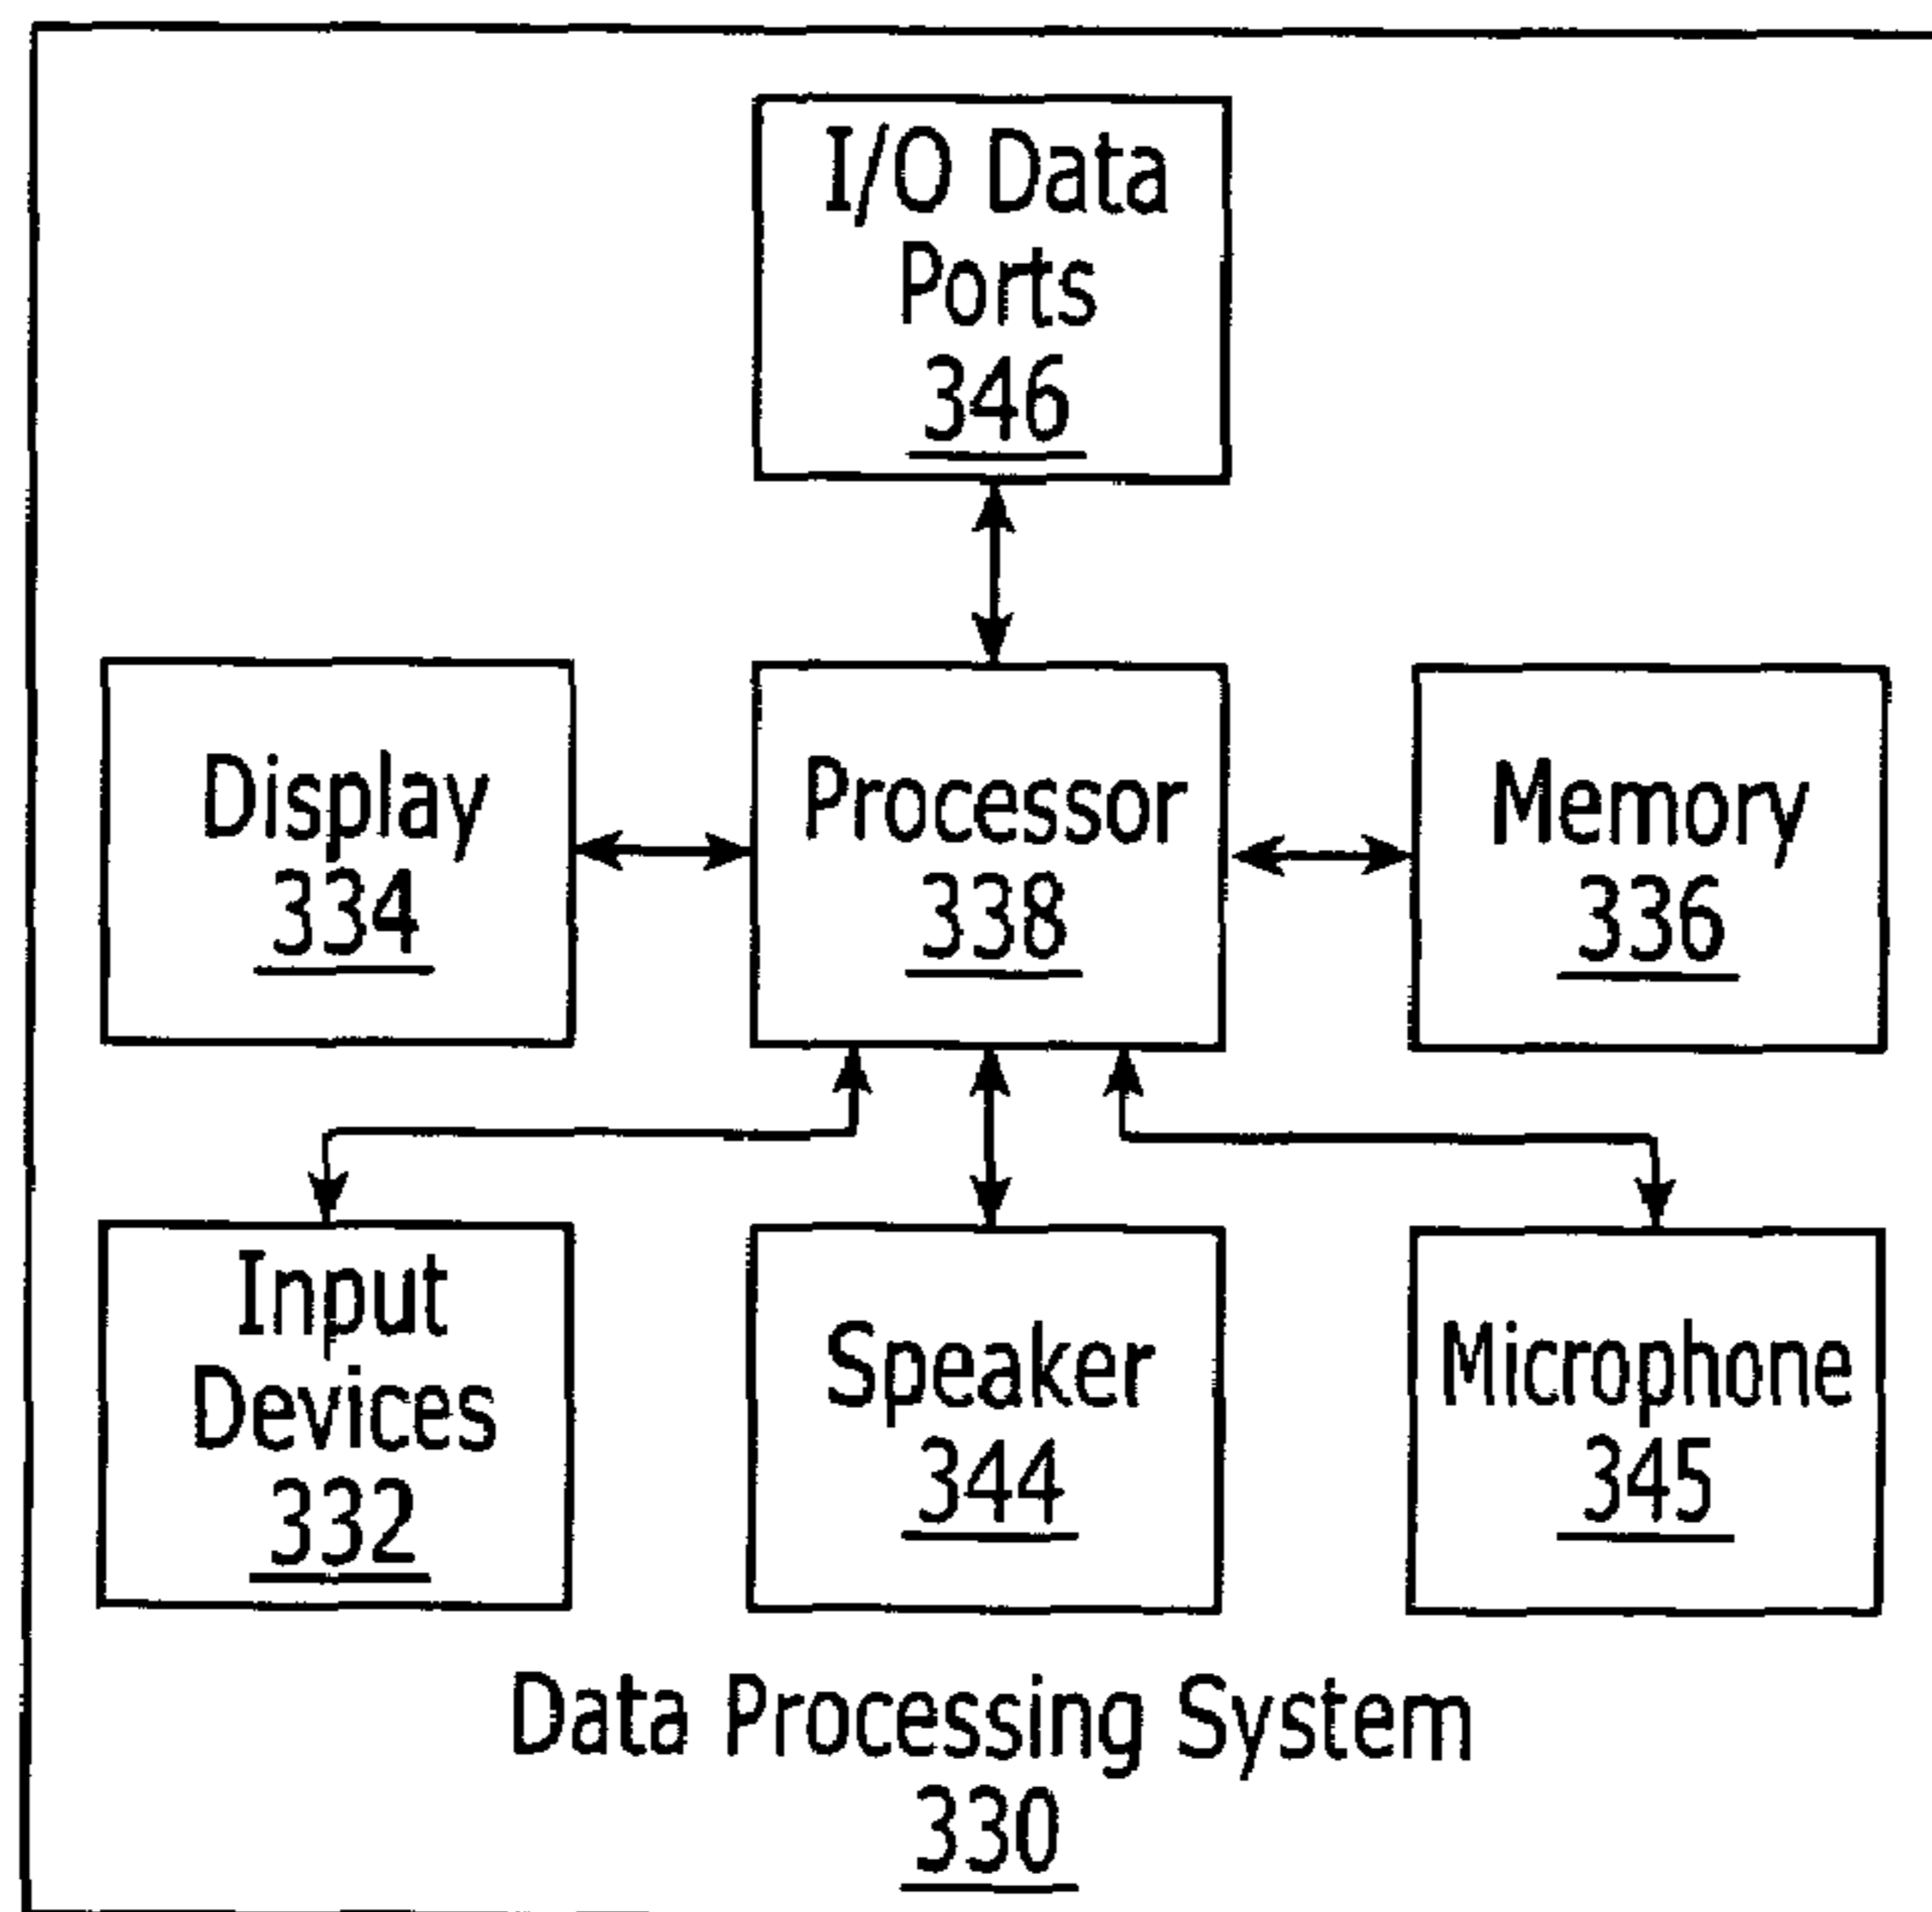 I/O Data
Ports
346
Display
334
Processor
338
Memory
336
Input
Devices
332
Speaker
344
Microphone
345
Data Processing System
330